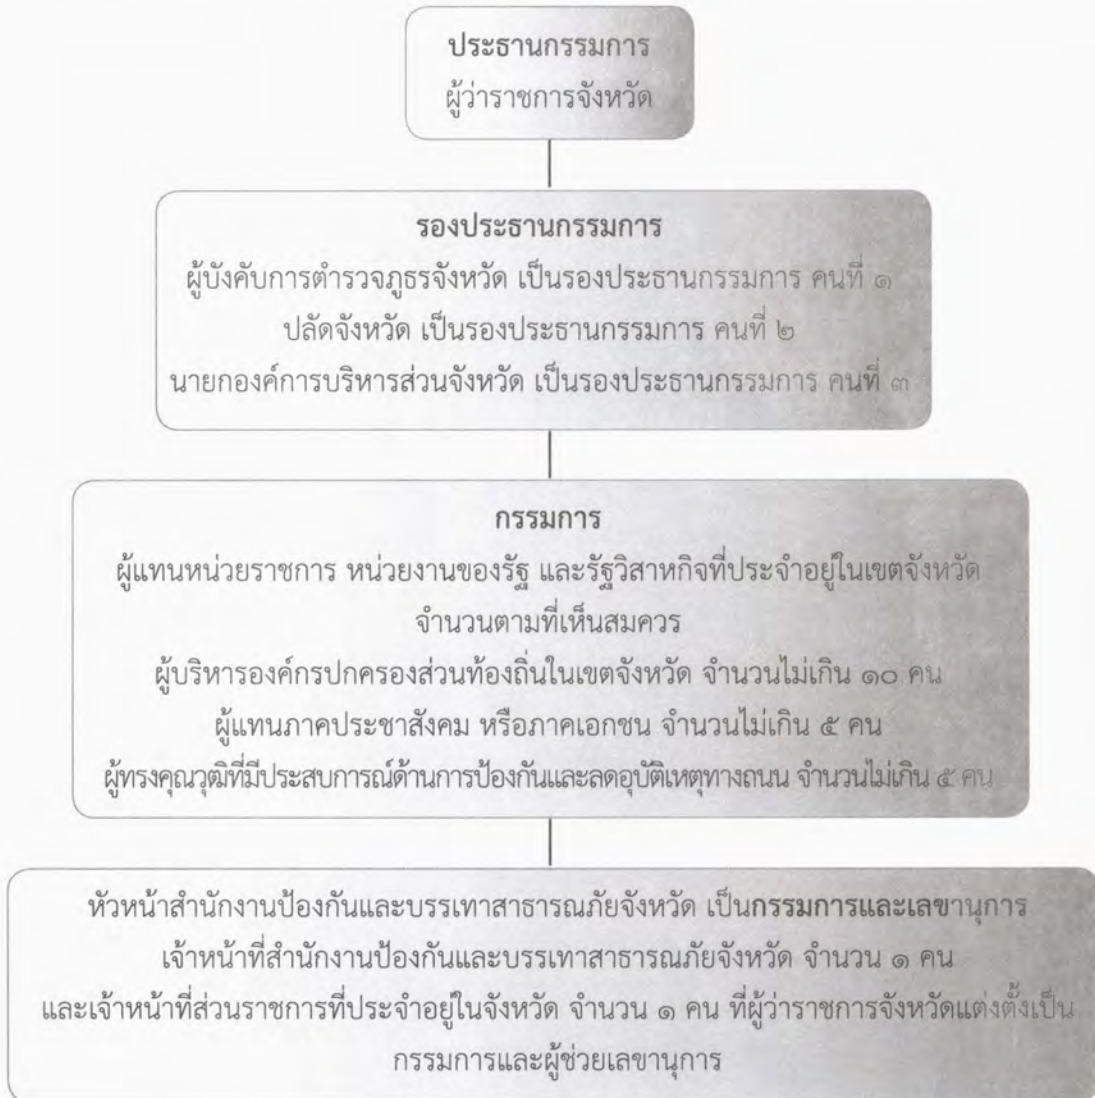 ประธานกรรมการ
ผู้ว่าราชการจังหวัด
รองประธานกรรมการ
ผู้บังคับการตำรวจภูธรจังหวัด เป็นรองประธานกรรมการ คนที่ ๑
ปลัดจังหวัด เป็นรองประธานกรรมการ คนที่ ๒
นายกองค์การบริหารส่วนจังหวัด เป็นรองประธานกรรมการ คนที่ ๓
กรรมการ
ผู้แทนหน่วยราชการ หน่วยงานของรัฐ และรัฐวิสาหกิจที่ประจำอยู่ในเขตจังหวัด
จำนวนตามที่เห็นสมควร
ผู้บริหารองค์กรปกครองส่วนท้องถิ่นในเขตจังหวัด จำนวนไม่เกิน ๑๐ คน
ผู้แทนภาคประชาสังคม หรือภาคเอกชน จำนวนไม่เกิน ๕ คน
ผู้ทรงคุณวุฒิที่มีประสบการณ์ด้านการป้องกันและลดอุบัติเหตุทางถนน จำนวนไม่เกิน ๕ คน
หัวหน้าสำนักงานป้องกันและบรรเทาสาธารณภัยจังหวัด เป็นกรรมการและเลขานุการ
เจ้าหน้าที่สำนักงานป้องกันและบรรเทาสาธารณภัยจังหวัด จำนวน ๑ คน
และเจ้าหน้าที่ส่วนราชการที่ประจำอยู่ในจังหวัด จำนวน ๑ คน ที่ผู้ว่าราชการจังหวัดแต่งตั้งเป็น
กรรมการและผู้ช่วยเลขานุการ